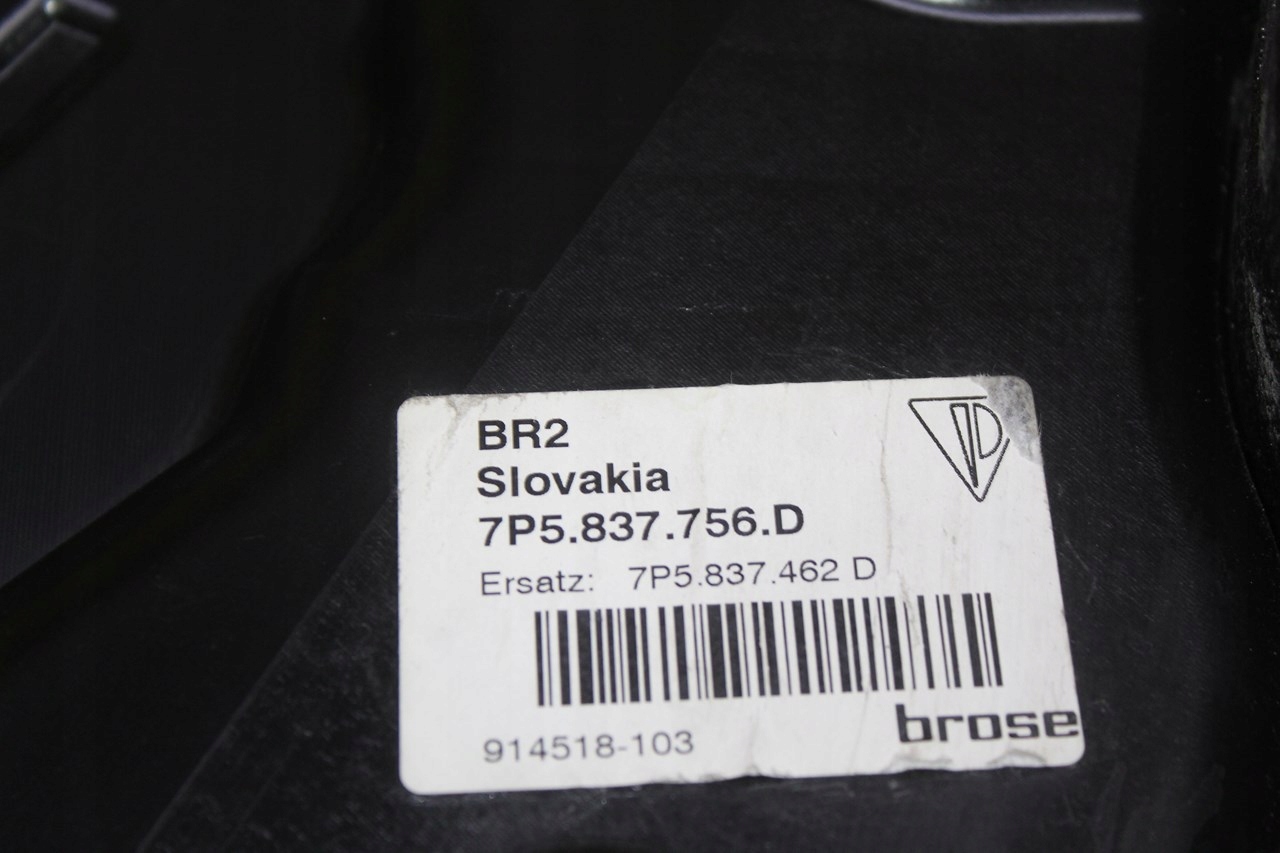 BR2
Slovakia
7P5.837.756.D
Ersatz: 7P5.837.462 D
914518-103
brose